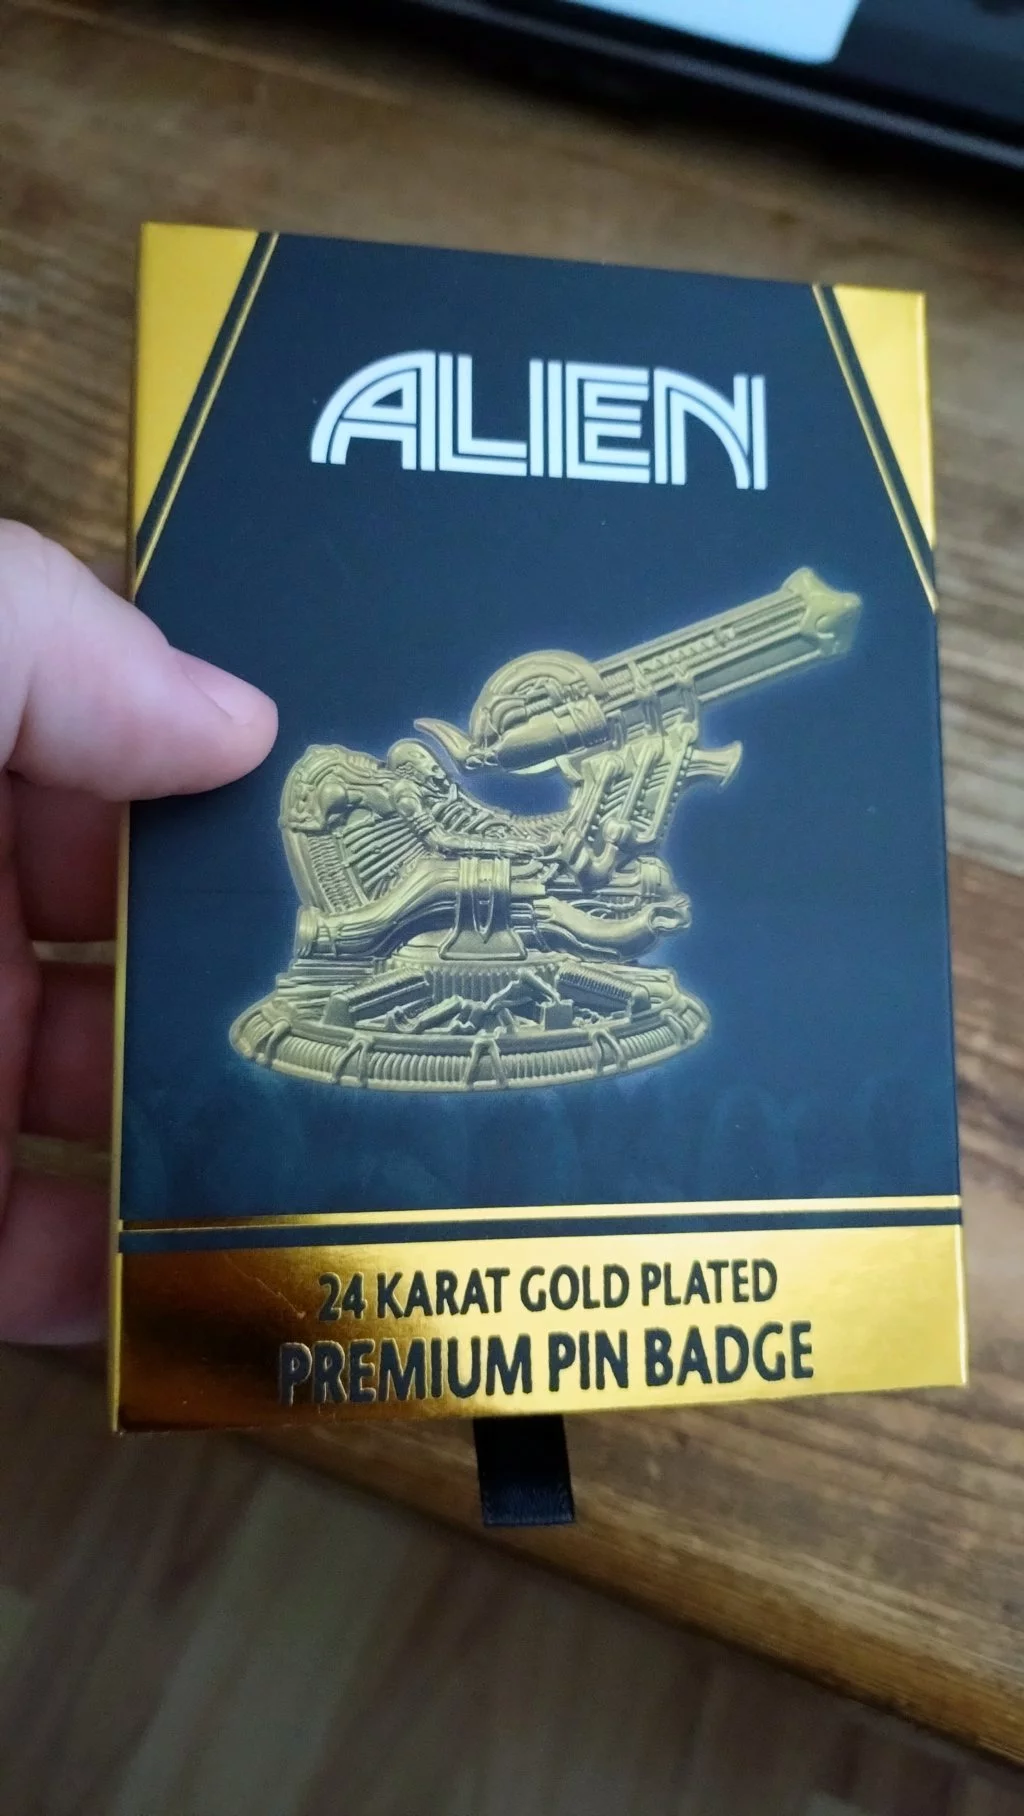 ALIEN
24 KARAT GOLD PLATED
PREMIUM PIN BADGE